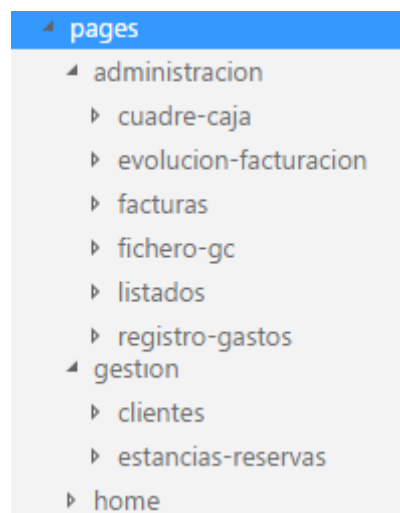 pages
administracion
cuadre-caja
evolucion-facturacion
facturas
fichero-gc
listados
registro-gastos
gestion
clientes
estancias-reservas
home